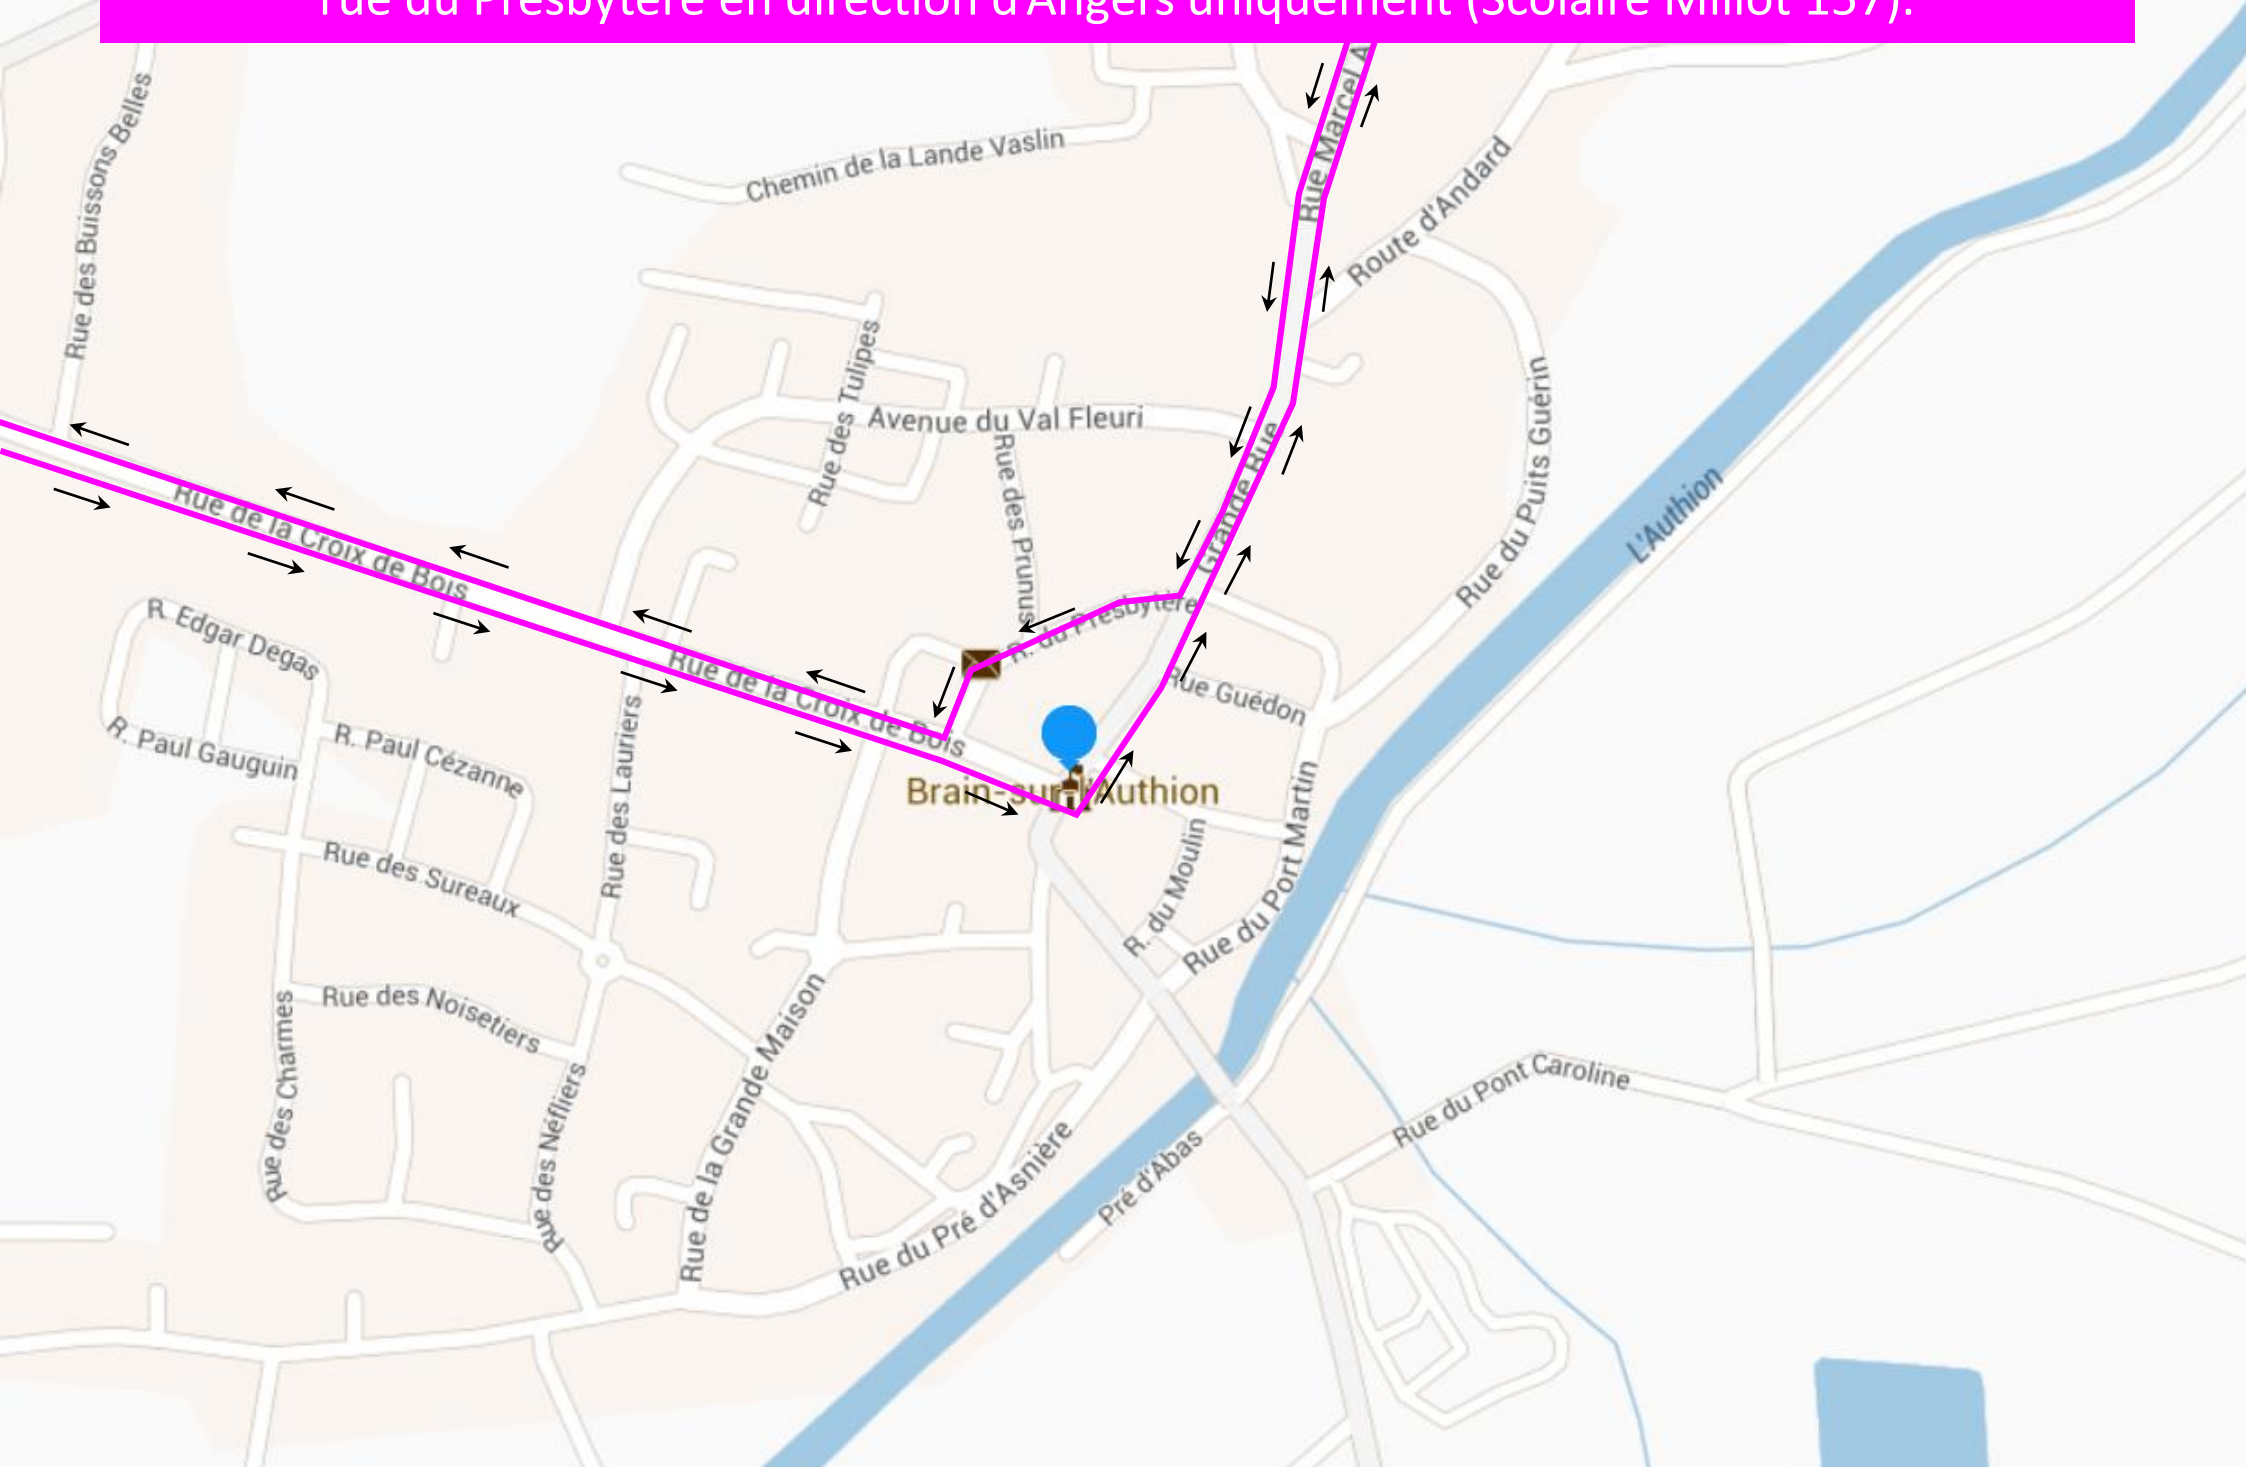 rue du Presbytère en direction d'Angers uniquement (Scolaire Millot 137).
Rue des Buissons Belles
Chemin de la Lande Vaslin
Rue Marcel A
Route d'Andard
Rue des Tulipes
Avenue du Val Fleuri
Rue des Prunus
Grande Rue
Rue du Puits Guérin
L'Authion
Rue de la Croix de Bois
R. Edgar Degas
R. du Presbytère
Rue de la Croix de Bois
Rue Guédon
R. Paul Gauguin
R. Paul Cézanne
Rue des Lauriers
Brain-sur-l'Authion
Rue du Port Martin
R. du Moulin
Rue des Sureaux
Rue des Noisetiers
Rue des Charmes
Rue des Néfliers
Rue de la Grande Maison
Rue du Pré d'Asnière
Pré d'Abas
Rue du Pont Caroline